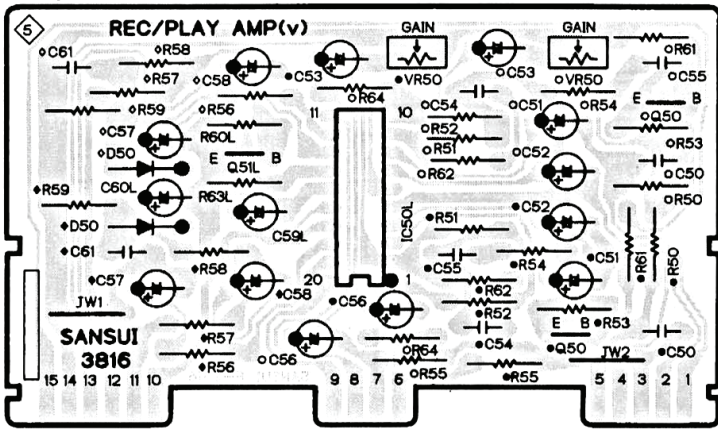 5 REC/PLAY AMP(v) GAIN GAIN
◇C61 ◇R58 ◇C58 ●C53 ○C53 ○R61
◇R57 ●VR50 ○VR50 ○C55
◇R59 ◇R56 ○R64 ○R54 E B
11 10 ○C54 ○C51 ○Q50
◇C57 R60L ○R52 ○R53
◇D50 E B ○R51 ○C52
Q51L ○R62 ○C50
◆R59 C60L R63L ○R50
◆D50 C59L IC50L ●R51 ●C52
◆C61 ◆R58 ●C55 ●R54 ●C51 ●R61 ●R50
◆C57 ◆C58 20 1 ●R62
JW1 ●C56 ●R52 E B ●R53
SANSUI ◆R57 ○R64 ●C54 ●Q50 ●C50
3816 ◆R56 ○C56 ○R55 ●R55 JW2
15 14 13 12 11 10 9 8 7 6 5 4 3 2 1